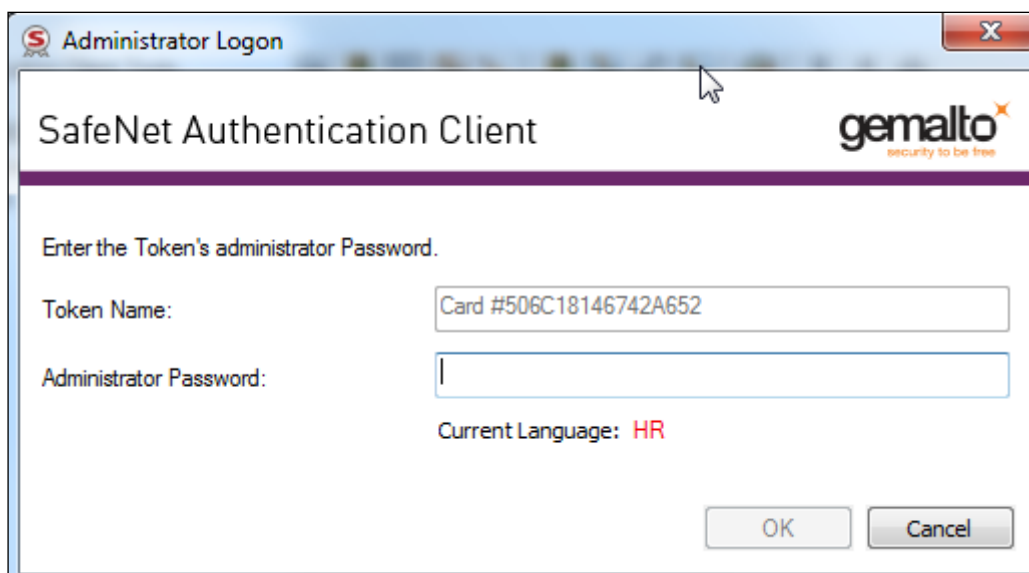 Administrator Logon
SafeNet Authentication Client
gemalto
security to be free
Enter the Token's administrator Password.
Token Name: Card #506C18146742A652
Administrator Password:
Current Language: HR
OK Cancel